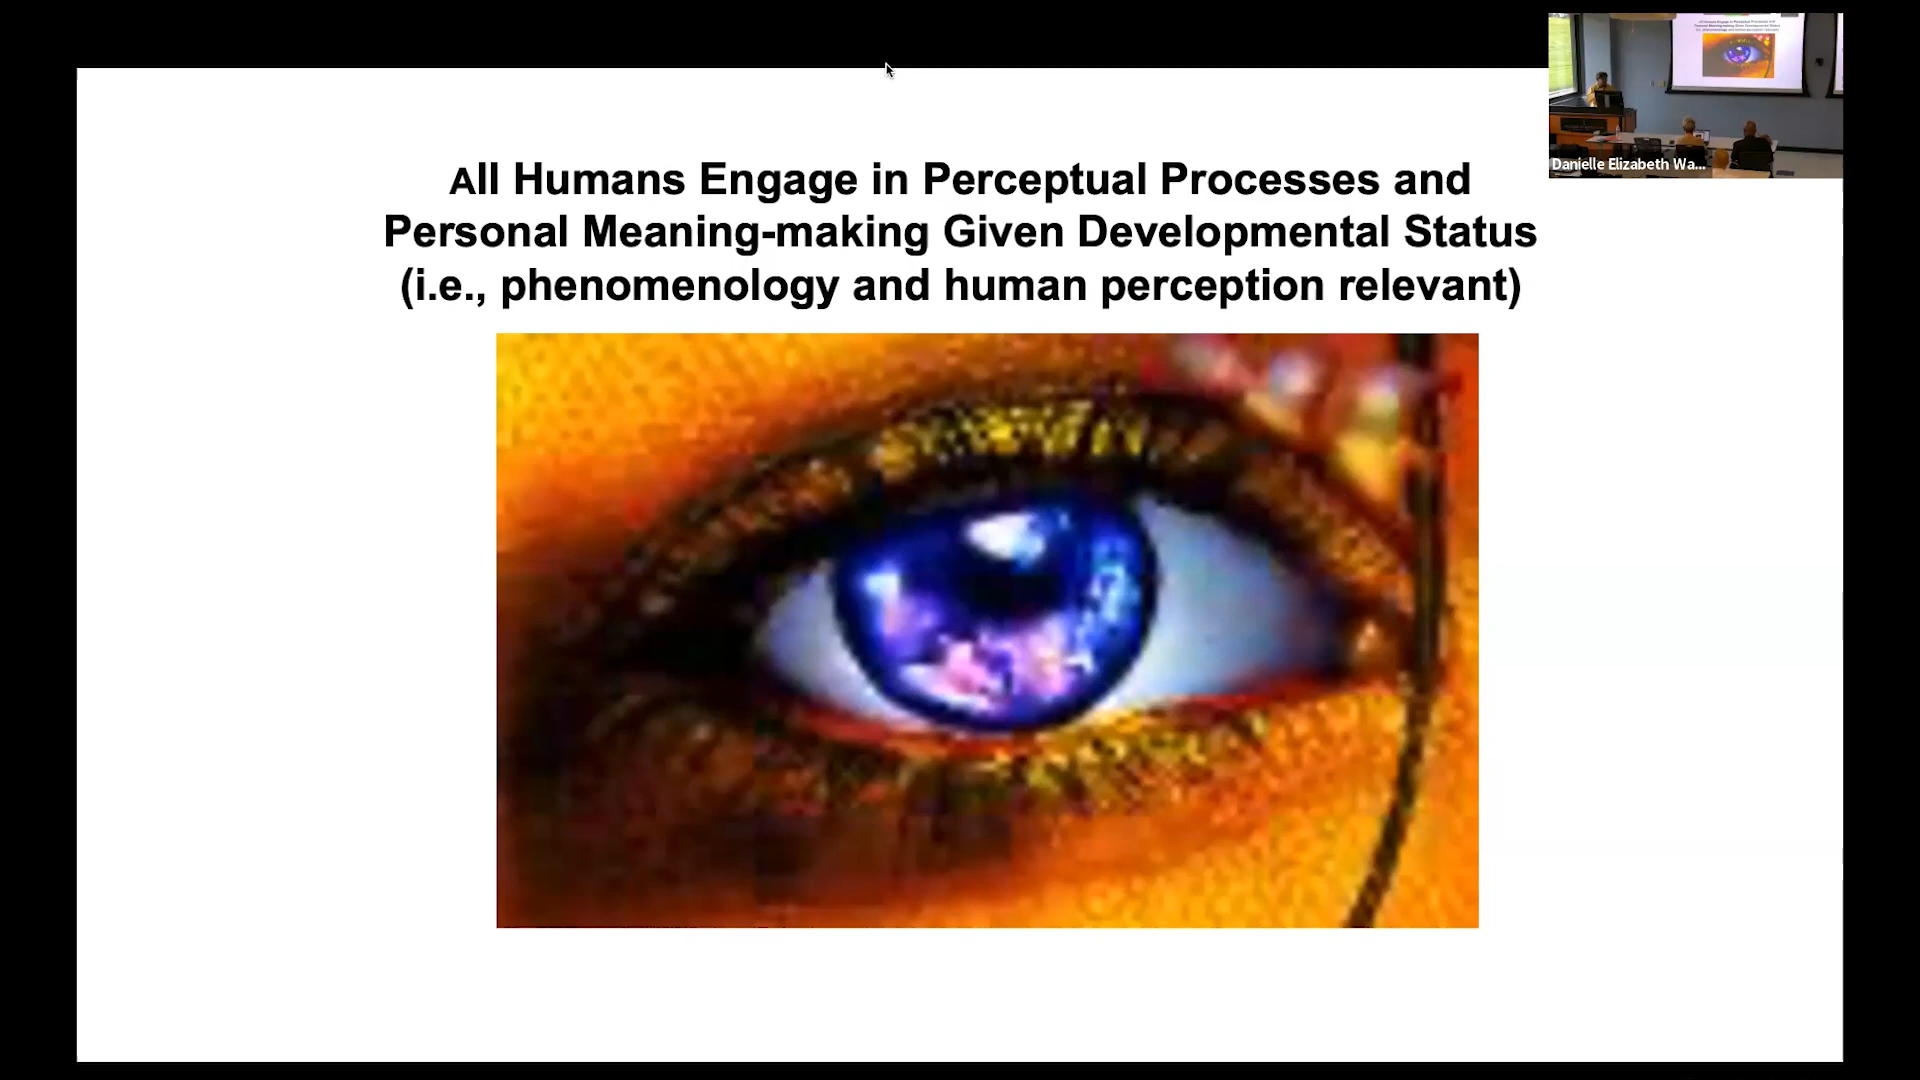 All Humans Engage in Perceptual Processes and
Personal Meaning-making Given Developmental Status
(i.e., phenomenology and human perception relevant)
Danielle Elizabeth Wa...